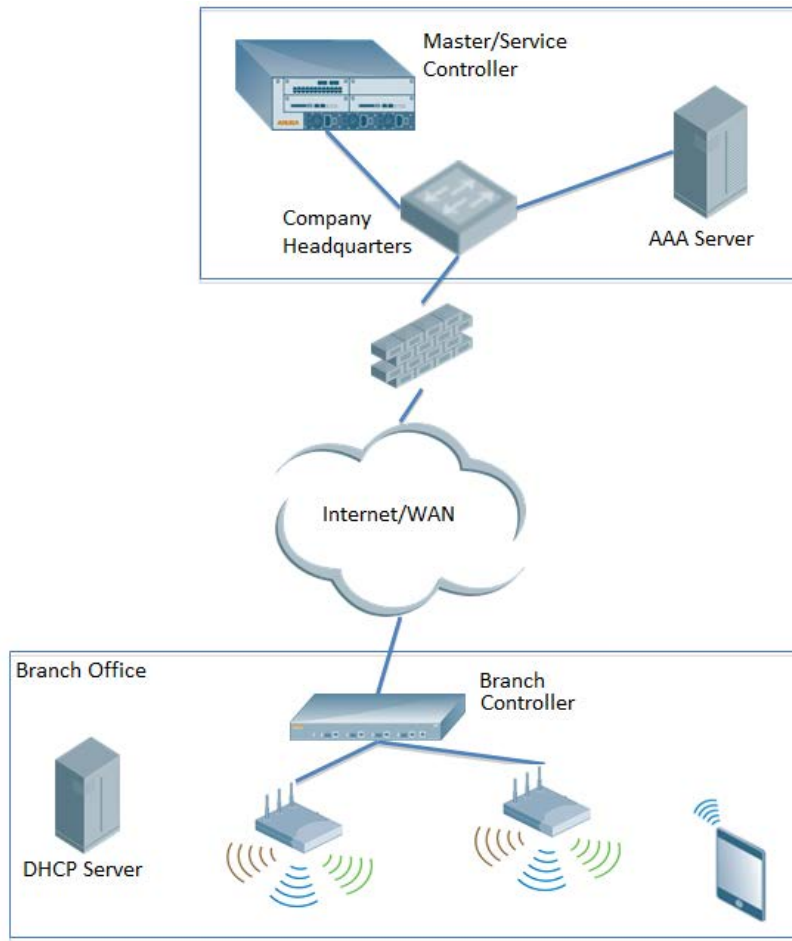 Master/Service
Controller
Company
Headquarters
AAA Server
Internet/WAN
Branch Office
Branch
Controller
DHCP Server